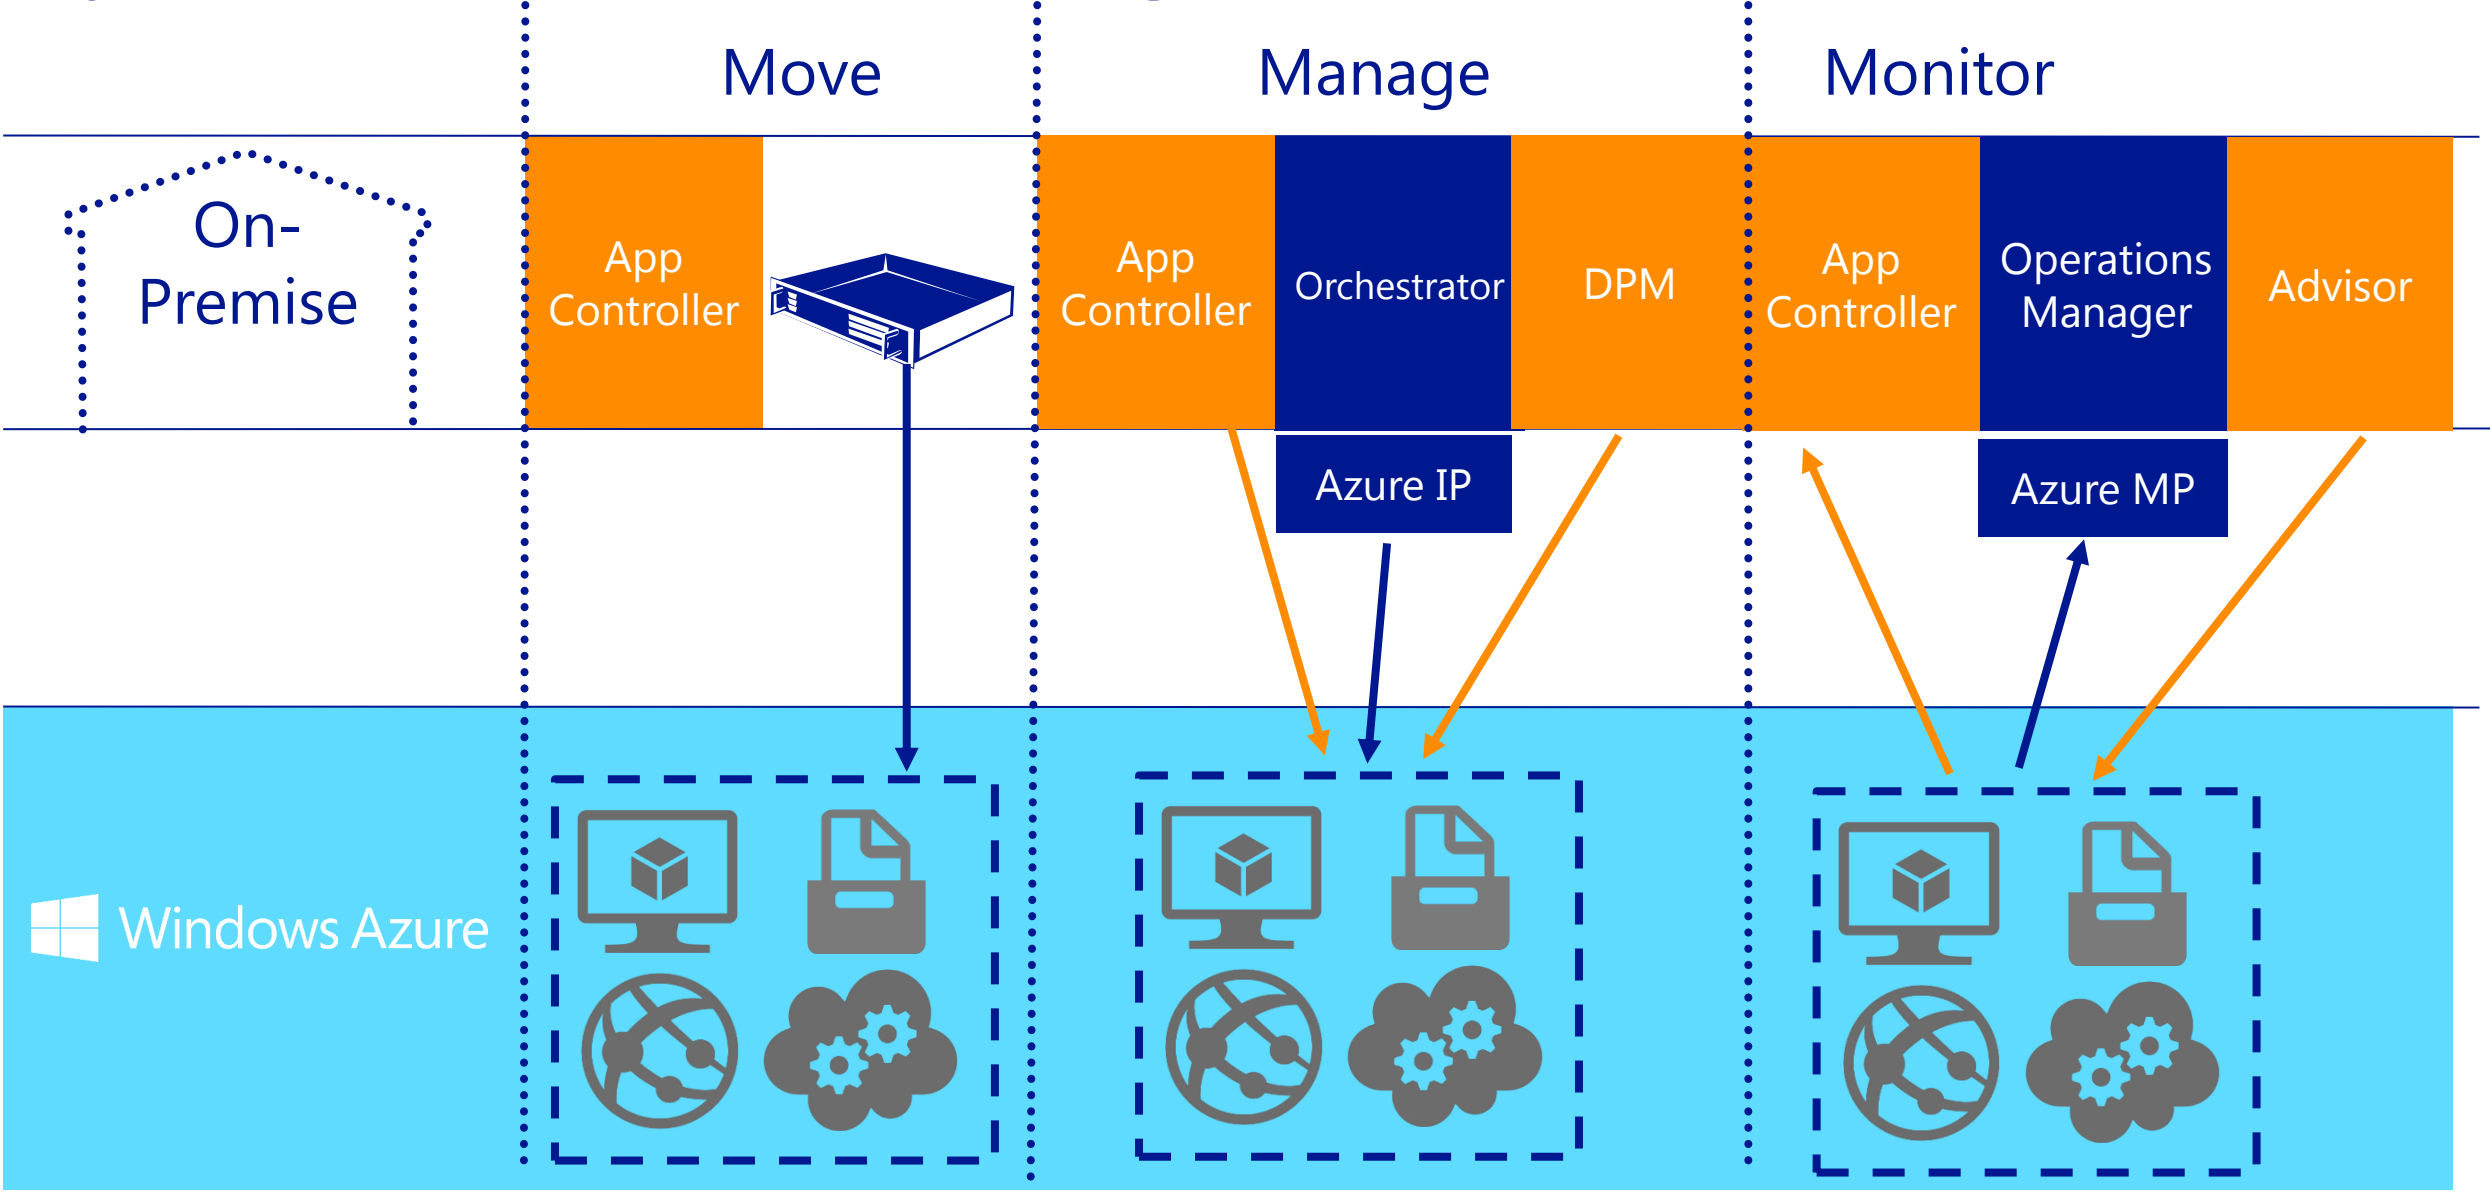 Move
Manage
Monitor
On-
Premise
App
Controller
App
Controller
Orchestrator
DPM
App
Controller
Operations
Manager
Advisor
Azure IP
Azure MP
Windows Azure